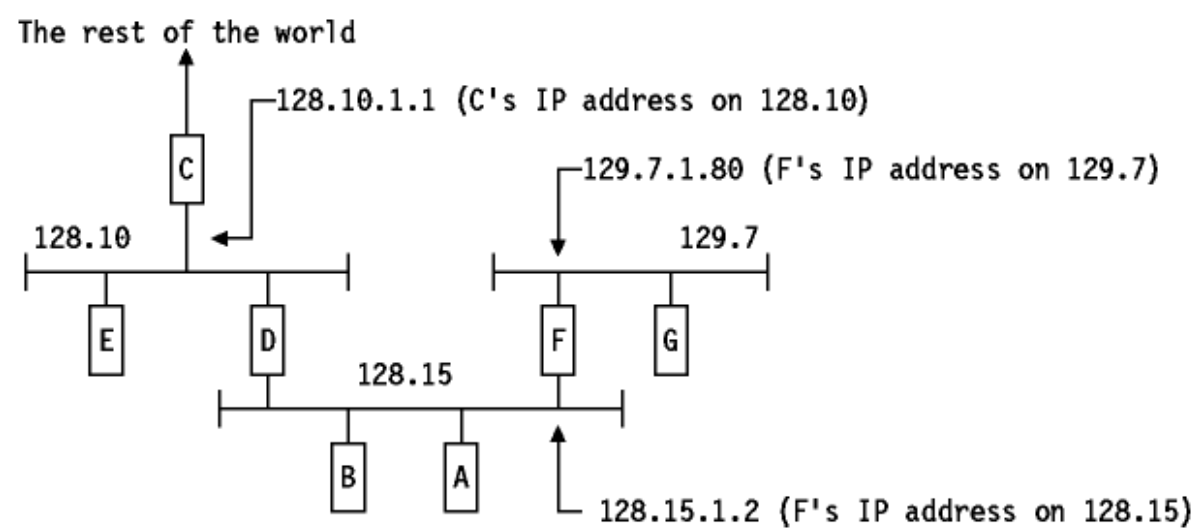 The rest of the world
128.10.1.1 (C's IP address on 128.10)
C
129.7.1.80 (F's IP address on 129.7)
128.10
129.7
E
D
F
G
128.15
B
A
128.15.1.2 (F's IP address on 128.15)